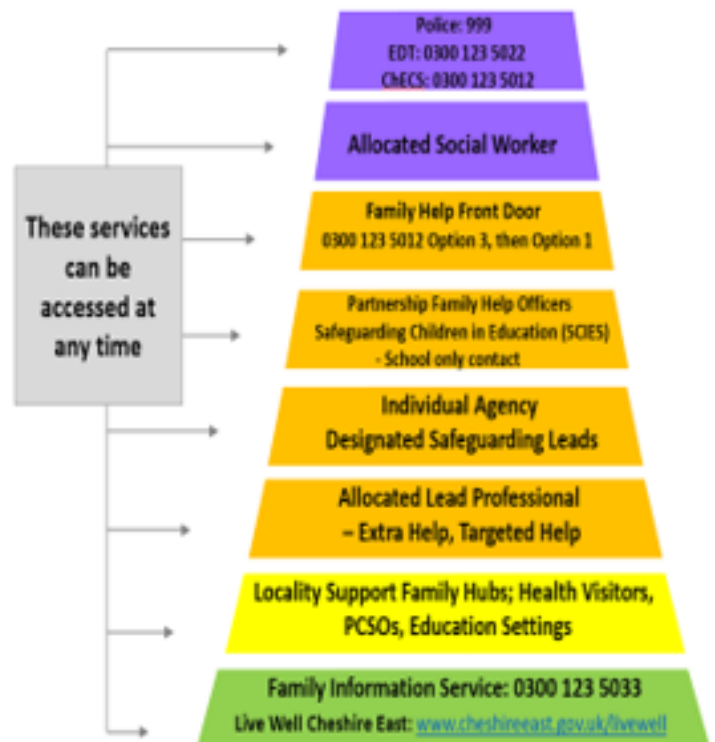 Police: 999
EDT: 0300 123 5022
ChECS: 0300 123 5012
Allocated Social Worker
Family Help Front Door
0300 123 5012 Option 3, then Option 1
These services
can be
accessed at
any time
Partnership Family Help Officers
Safeguarding Children in Education (SCIES)
- School only contact
Individual Agency
Designated Safeguarding Leads
Allocated Lead Professional
– Extra Help, Targeted Help
Locality Support Family Hubs; Health Visitors,
PCSOs, Education Settings
Family Information Service: 0300 123 5033
Live Well Cheshire East: www.cheshireeast.gov.uk/livewell